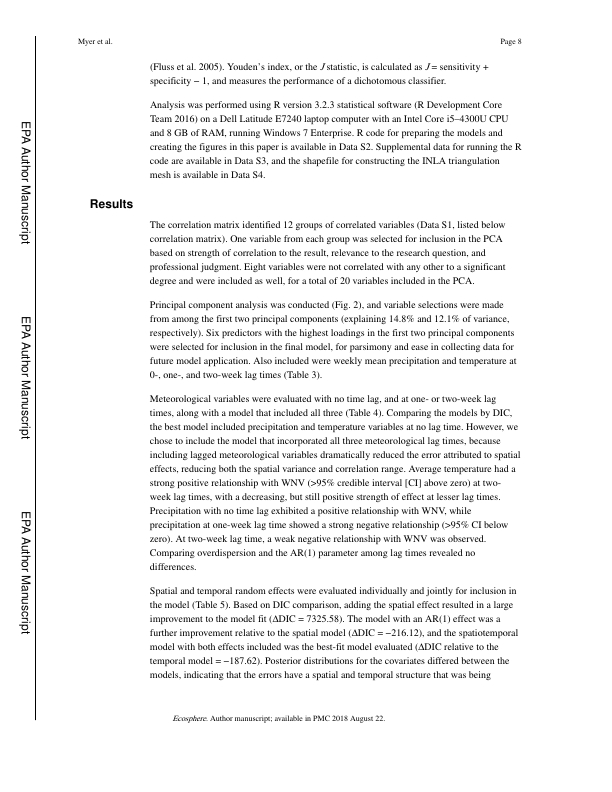 Myer et al.
Page 8
EPA Author Manuscript
EPA Author Manuscript
EPA Author Manuscript
(Fluss et al. 2005). Youden's index, or the J statistic, is calculated as J = sensitivity +
specificity − 1, and measures the performance of a dichotomous classifier.
Analysis was performed using R version 3.2.3 statistical software (R Development Core
Team 2016) on a Dell Latitude E7240 laptop computer with an Intel Core i5–4300U CPU
and 8 GB of RAM, running Windows 7 Enterprise. R code for preparing the models and
creating the figures in this paper is available in Data S2. Supplemental data for running the R
code are available in Data S3, and the shapefile for constructing the INLA triangulation
mesh is available in Data S4.
Results
The correlation matrix identified 12 groups of correlated variables (Data S1, listed below
correlation matrix). One variable from each group was selected for inclusion in the PCA
based on strength of correlation to the result, relevance to the research question, and
professional judgment. Eight variables were not correlated with any other to a significant
degree and were included as well, for a total of 20 variables included in the PCA.
Principal component analysis was conducted (Fig. 2), and variable selections were made
from among the first two principal components (explaining 14.8% and 12.1% of variance,
respectively). Six predictors with the highest loadings in the first two principal components
were selected for inclusion in the final model, for parsimony and ease in collecting data for
future model application. Also included were weekly mean precipitation and temperature at
0-, one-, and two-week lag times (Table 3).
Meteorological variables were evaluated with no time lag, and at one- or two-week lag
times, along with a model that included all three (Table 4). Comparing the models by DIC,
the best model included precipitation and temperature variables at no lag time. However, we
chose to include the model that incorporated all three meteorological lag times, because
including lagged meteorological variables dramatically reduced the error attributed to spatial
effects, reducing both the spatial variance and correlation range. Average temperature had a
strong positive relationship with WNV (>95% credible interval [CI] above zero) at two-
week lag times, with a decreasing, but still positive strength of effect at lesser lag times.
Precipitation with no time lag exhibited a positive relationship with WNV, while
precipitation at one-week lag time showed a strong negative relationship (>95% CI below
zero). At two-week lag time, a weak negative relationship with WNV was observed.
Comparing overdispersion and the AR(1) parameter among lag times revealed no
differences.
Spatial and temporal random effects were evaluated individually and jointly for inclusion in
the model (Table 5). Based on DIC comparison, adding the spatial effect resulted in a large
improvement to the model fit (ΔDIC = 7325.58). The model with an AR(1) effect was a
further improvement relative to the spatial model (ΔDIC = −216.12), and the spatiotemporal
model with both effects included was the best-fit model evaluated (ΔDIC relative to the
temporal model = −187.62). Posterior distributions for the covariates differed between the
models, indicating that the errors have a spatial and temporal structure that was being
Ecosphere. Author manuscript; available in PMC 2018 August 22.